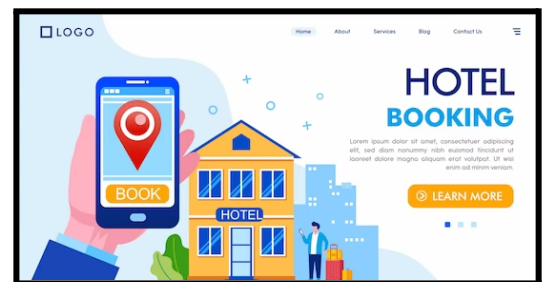 LOGO
Home About Services Blog Contact Us
HOTEL
BOOKING
Lorem ipsum dolor sit amet, consectetuer adipiscing
elit, sed diam nonummy nibh euismod tincidunt ut
laoreet dolore magna aliquam erat volutpat. Ut wisi
enim ad minim veniam.
LEARN MORE
BOOK
HOTEL